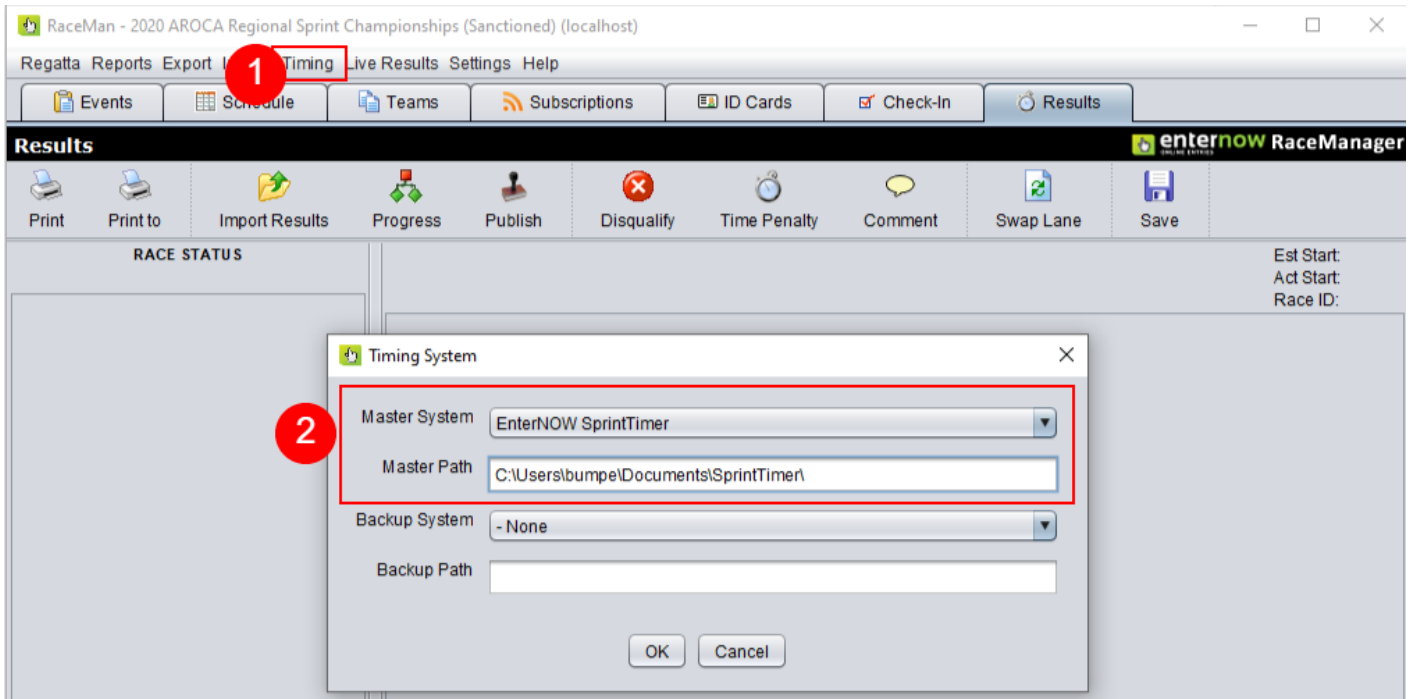 RaceMan - 2020 AROCA Regional Sprint Championships (Sanctioned) (localhost)
Regatta Reports Export Timing Live Results Settings Help
1
Events Schedule Teams Subscriptions ID Cards Check-In Results
Results enternow RaceManager
ONLINE ENTRIES
Print Print to Import Results Progress Publish Disqualify Time Penalty Comment Swap Lane Save
RACE STATUS
Est Start:
Act Start:
Race ID:
Timing System
2
Master System EnterNOW SprintTimer
Master Path C:\Users\bumpe\Documents\SprintTimer\
Backup System - None
Backup Path
OK Cancel